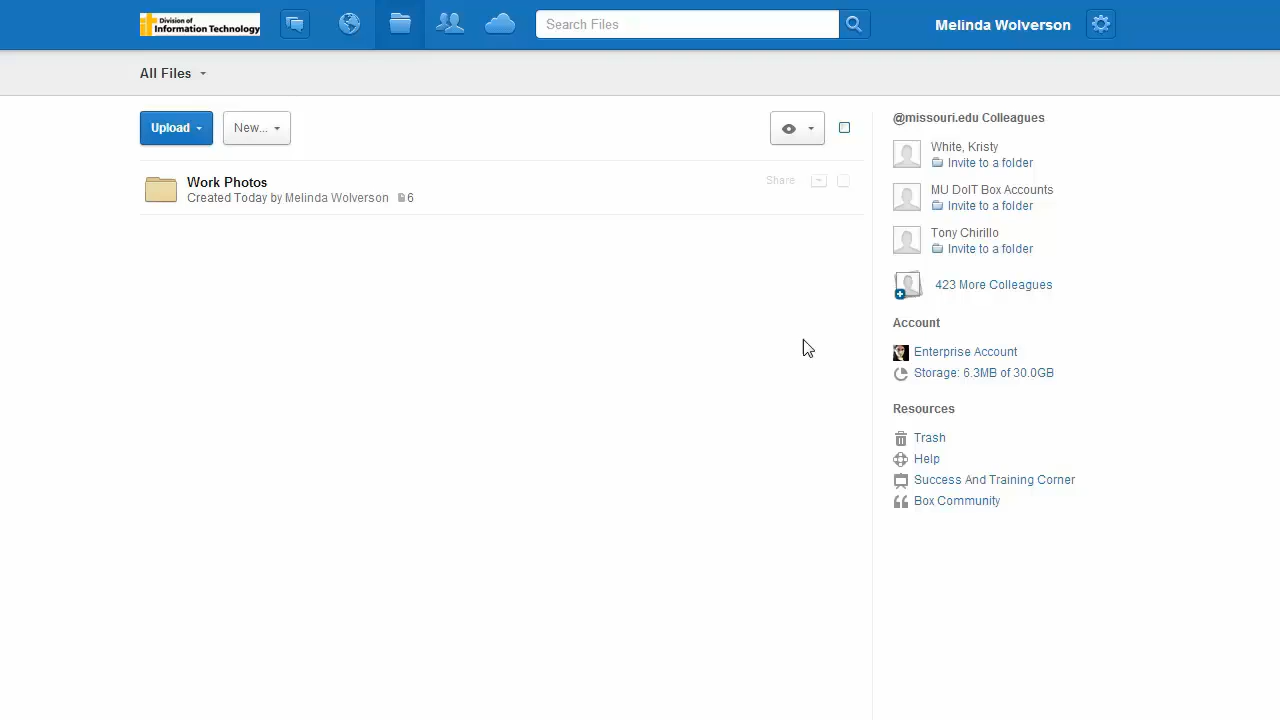 Division of
Information Technology
Search Files
Melinda Wolverson
All Files
Upload
New...
Work Photos
Created Today by Melinda Wolverson 6
Share
@missouri.edu Colleagues
White, Kristy
Invite to a folder
MU DoIT Box Accounts
Invite to a folder
Tony Chirillo
Invite to a folder
423 More Colleagues
Account
Enterprise Account
Storage: 6.3MB of 30.0GB
Resources
Trash
Help
Success And Training Corner
Box Community